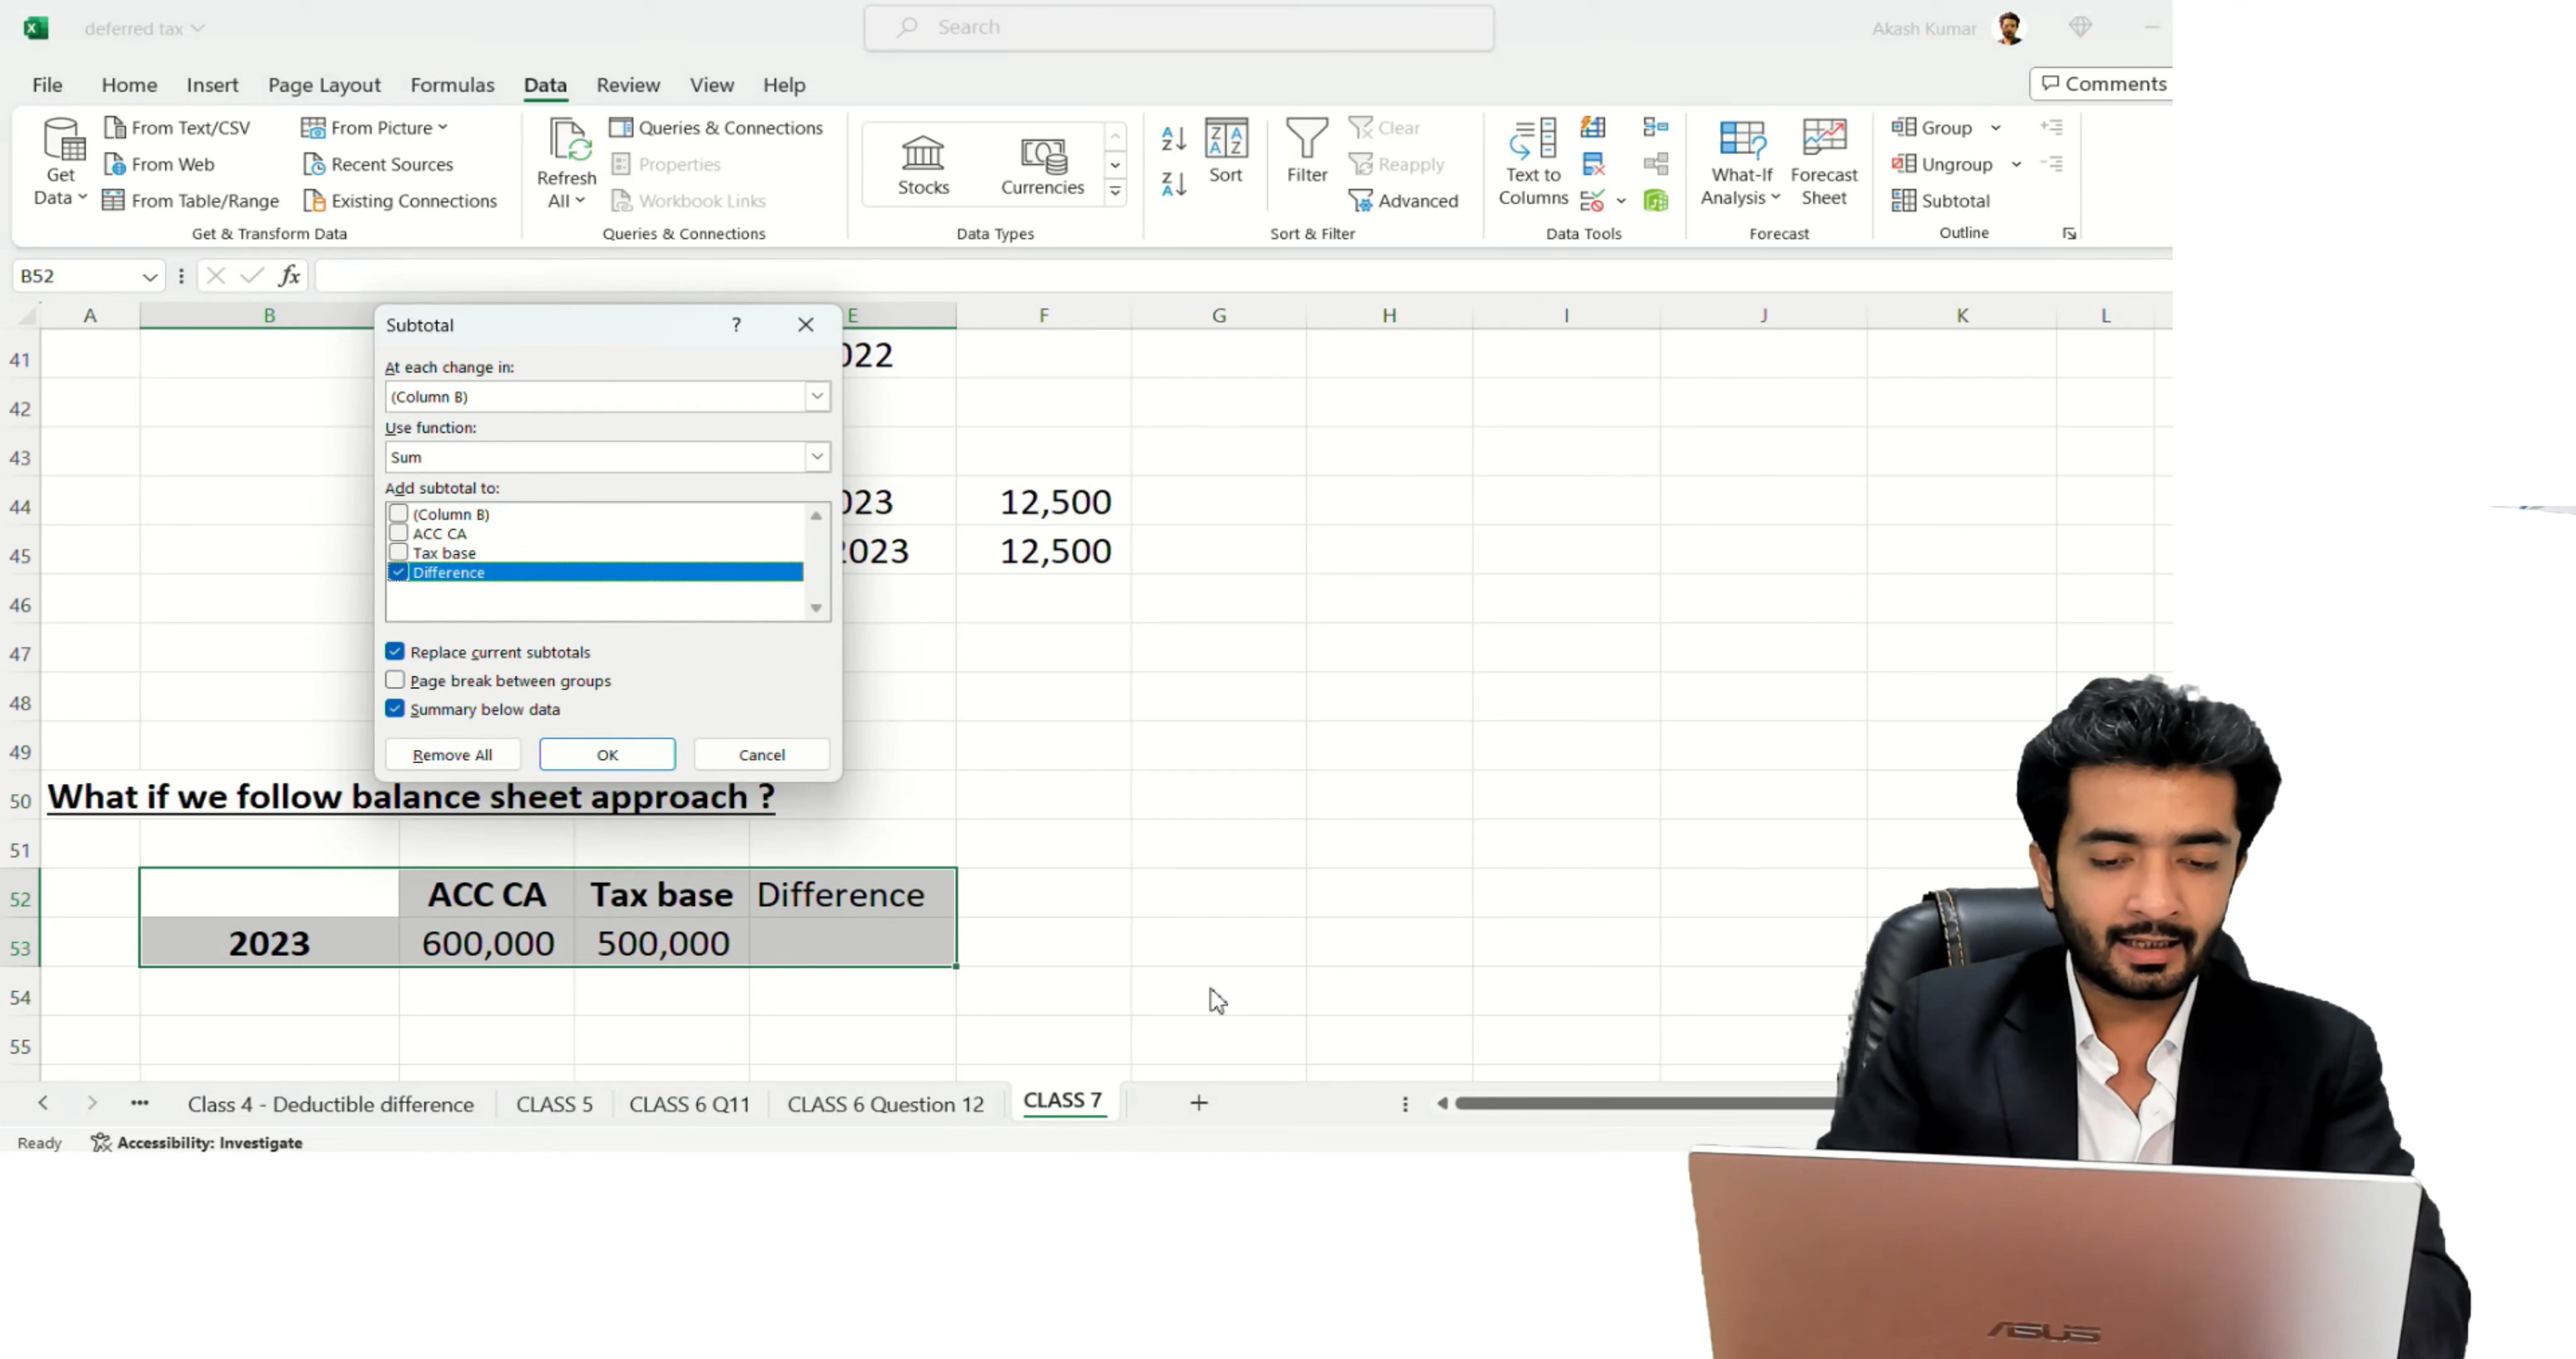 deferred tax
Search
Akash Kumar
File Home Insert Page Layout Formulas Data Review View Help
Comments
Get Data
From Text/CSV
From Web
From Table/Range
From Picture
Recent Sources
Existing Connections
Get & Transform Data
Refresh All
Queries & Connections
Properties
Workbook Links
Queries & Connections
Stocks
Currencies
Data Types
Sort
Filter
Clear
Reapply
Advanced
Sort & Filter
Text to Columns
Data Tools
What-If Analysis
Forecast Sheet
Forecast
Group
Ungroup
Subtotal
Outline
B52
fx
A B E F G H I J K L
Subtotal ?
At each change in:
(Column B)
Use function:
Sum
Add subtotal to:
(Column B)
ACC CA
Tax base
Difference
Replace current subtotals
Page break between groups
Summary below data
Remove All OK Cancel
41 022
42
43
44 023 12,500
45 2023 12,500
46
47
48
49
50 What if we follow balance sheet approach ?
51
52 ACC CA Tax base Difference
53 2023 600,000 500,000
54
55
Class 4 - Deductible difference CLASS 5 CLASS 6 Q11 CLASS 6 Question 12 CLASS 7
Ready Accessibility: Investigate
ASUS